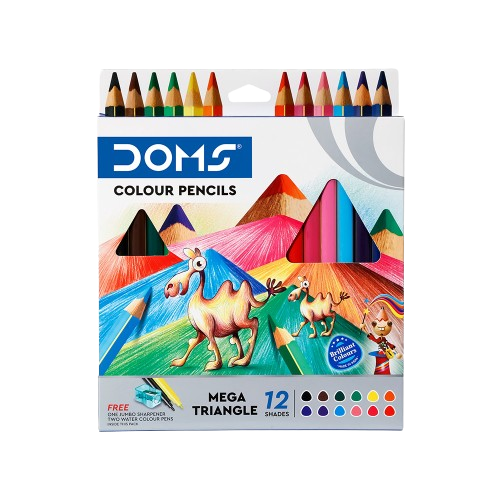 DOMS®
COLOUR PENCILS
Brilliant
Colours
FREE
ONE JUMBO SHARPENER
TWO WATER COLOUR PENS
INSIDE THIS PACK
MEGA
TRIANGLE
12
SHADES